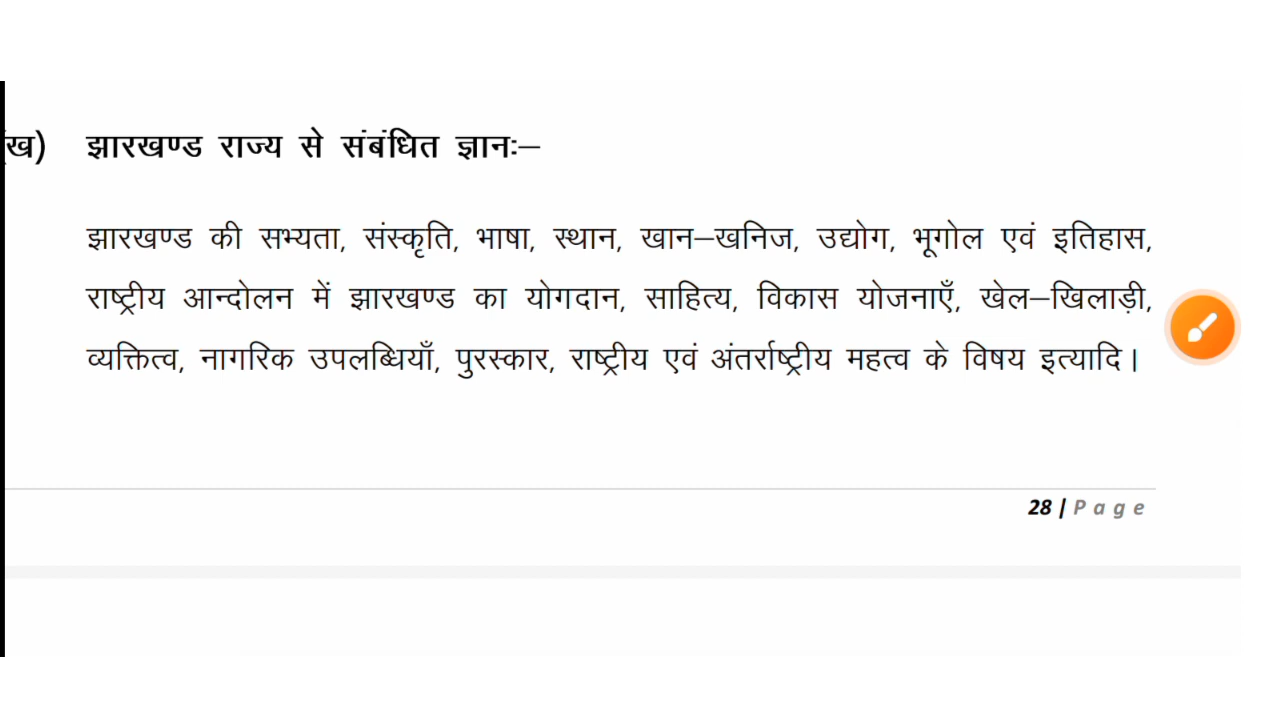 (ख) झारखण्ड राज्य से संबंधित ज्ञानः–
झारखण्ड की सभ्यता, संस्कृति, भाषा, स्थान, खान–खनिज, उद्योग, भूगोल एवं इतिहास,
राष्ट्रीय आन्दोलन में झारखण्ड का योगदान, साहित्य, विकास योजनाएँ, खेल–खिलाड़ी,
व्यक्तित्व, नागरिक उपलब्धियाँ, पुरस्कार, राष्ट्रीय एवं अंतर्राष्ट्रीय महत्व के विषय इत्यादि।
28 | Page